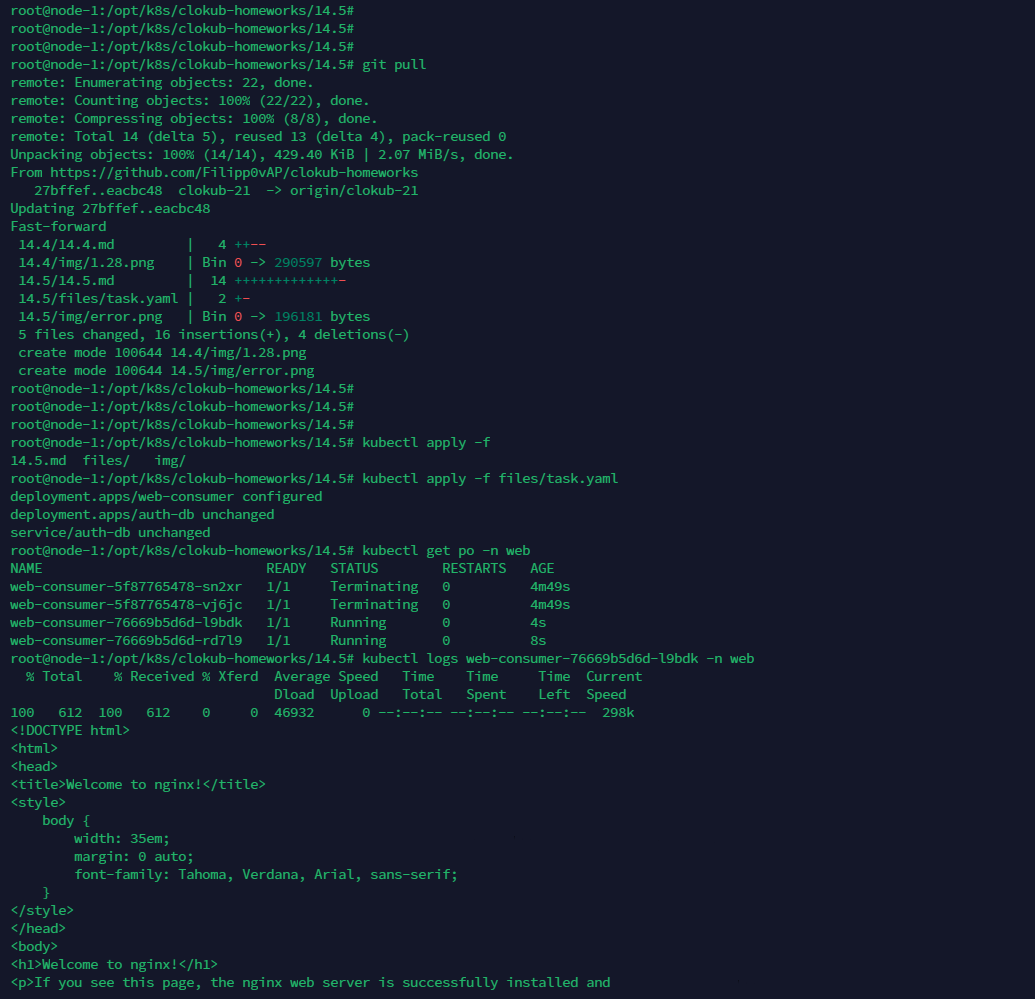 root@node-1:/opt/k8s/clokub-homeworks/14.5#
root@node-1:/opt/k8s/clokub-homeworks/14.5#
root@node-1:/opt/k8s/clokub-homeworks/14.5#
root@node-1:/opt/k8s/clokub-homeworks/14.5# git pull
remote: Enumerating objects: 22, done.
remote: Counting objects: 100% (22/22), done.
remote: Compressing objects: 100% (8/8), done.
remote: Total 14 (delta 5), reused 13 (delta 4), pack-reused 0
Unpacking objects: 100% (14/14), 429.40 KiB | 2.07 MiB/s, done.
From https://github.com/Filipp0vAP/clokub-homeworks
   27bffef..eacbc48  clokub-21  -> origin/clokub-21
Updating 27bffef..eacbc48
Fast-forward
 14.4/14.4.md         |   4 ++--
 14.4/img/1.28.png    | Bin 0 -> 290597 bytes
 14.5/14.5.md         |  14 +++++++++++++-
 14.5/files/task.yaml |   2 +-
 14.5/img/error.png   | Bin 0 -> 196181 bytes
 5 files changed, 16 insertions(+), 4 deletions(-)
 create mode 100644 14.4/img/1.28.png
 create mode 100644 14.5/img/error.png
root@node-1:/opt/k8s/clokub-homeworks/14.5#
root@node-1:/opt/k8s/clokub-homeworks/14.5#
root@node-1:/opt/k8s/clokub-homeworks/14.5#
root@node-1:/opt/k8s/clokub-homeworks/14.5# kubectl apply -f
14.5.md  files/   img/
root@node-1:/opt/k8s/clokub-homeworks/14.5# kubectl apply -f files/task.yaml
deployment.apps/web-consumer configured
deployment.apps/auth-db unchanged
service/auth-db unchanged
root@node-1:/opt/k8s/clokub-homeworks/14.5# kubectl get po -n web
NAME                            READY   STATUS        RESTARTS   AGE
web-consumer-5f87765478-sn2xr   1/1     Terminating   0          4m49s
web-consumer-5f87765478-vj6jc   1/1     Terminating   0          4m49s
web-consumer-76669b5d6d-l9bdk   1/1     Running       0          4s
web-consumer-76669b5d6d-rd7l9   1/1     Running       0          8s
root@node-1:/opt/k8s/clokub-homeworks/14.5# kubectl logs web-consumer-76669b5d6d-l9bdk -n web
  % Total    % Received % Xferd  Average Speed   Time    Time     Time  Current
                                 Dload  Upload   Total   Spent    Left  Speed
100   612  100   612    0     0  46932      0 --:--:-- --:--:-- --:--:--  298k
<!DOCTYPE html>
<html>
<head>
<title>Welcome to nginx!</title>
<style>
    body {
        width: 35em;
        margin: 0 auto;
        font-family: Tahoma, Verdana, Arial, sans-serif;
    }
</style>
</head>
<body>
<h1>Welcome to nginx!</h1>
<p>If you see this page, the nginx web server is successfully installed and